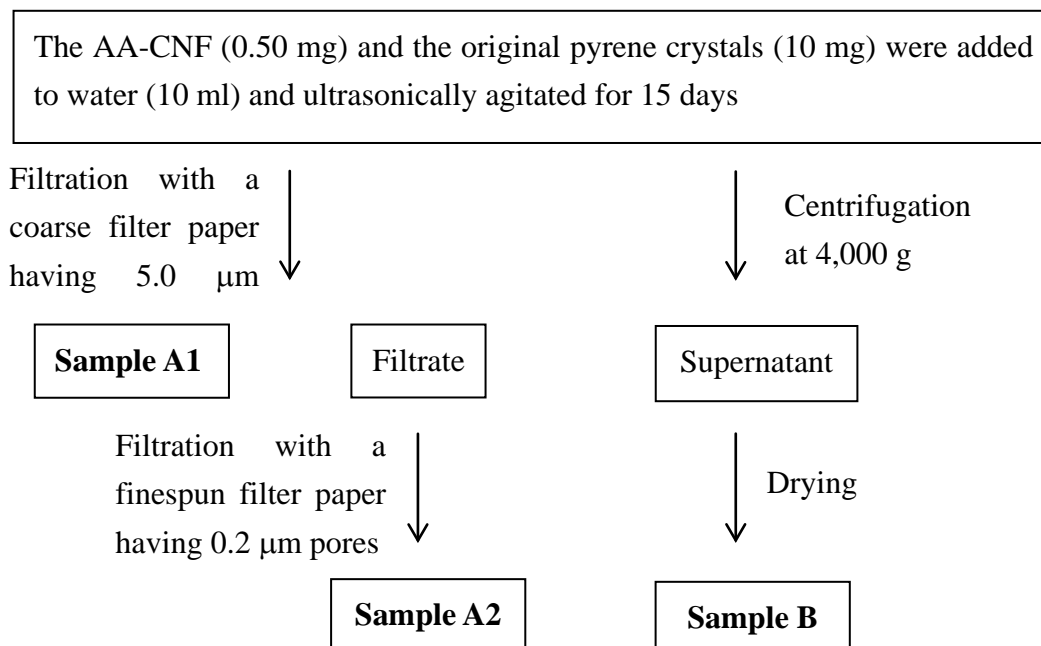 The AA-CNF (0.50 mg) and the original pyrene crystals (10 mg) were added
to water (10 ml) and ultrasonically agitated for 15 days
Filtration with a
coarse filter paper
having 5.0 μm
Centrifugation
at 4,000 g
Sample A1
Filtrate
Supernatant
Filtration with a
finespun filter paper
having 0.2 μm pores
Drying
Sample A2
Sample B